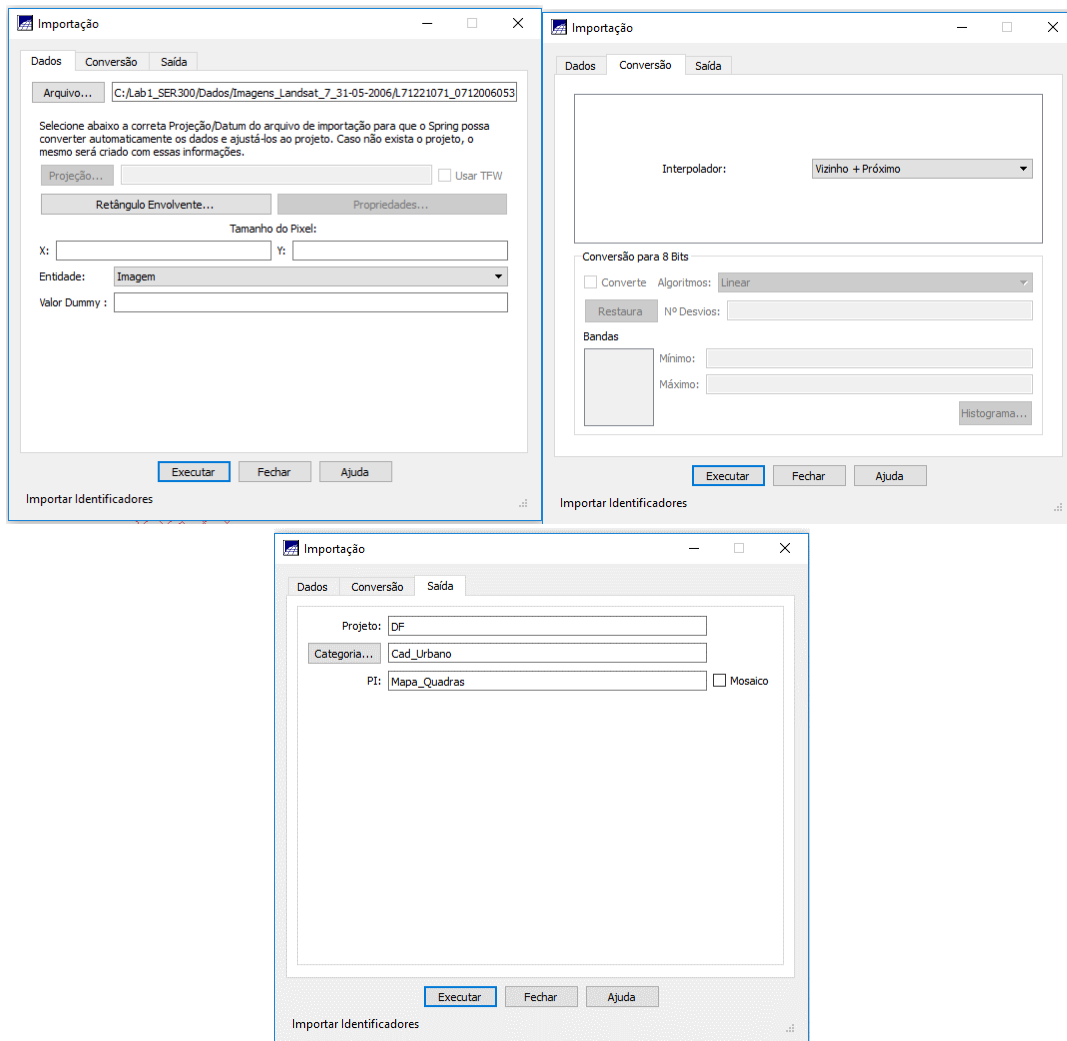 Importação
Dados Conversão Saída
Arquivo... C:/Lab1_SER300/Dados/Imagens_Landsat_7_31-05-2006/L71221071_0712006053
Selecione abaixo a correta Projeção/Datum do arquivo de importação para que o Spring possa
converter automaticamente os dados e ajustá-los ao projeto. Caso não exista o projeto, o
mesmo será criado com essas informações.
Projeção... Usar TFW
Retângulo Envolvente... Propriedades...
Tamanho do Pixel:
X: Y:
Entidade: Imagem
Valor Dummy :
Executar Fechar Ajuda
Importar Identificadores
Importação
Dados Conversão Saída
Interpolador: Vizinho + Próximo
Conversão para 8 Bits
Converte Algoritmos: Linear
Restaura Nº Desvios:
Bandas
Mínimo:
Máximo:
Histograma...
Executar Fechar Ajuda
Importar Identificadores
Importação
Dados Conversão Saída
Projeto: DF
Categoria... Cad_Urbano
PI: Mapa_Quadras Mosaico
Executar Fechar Ajuda
Importar Identificadores